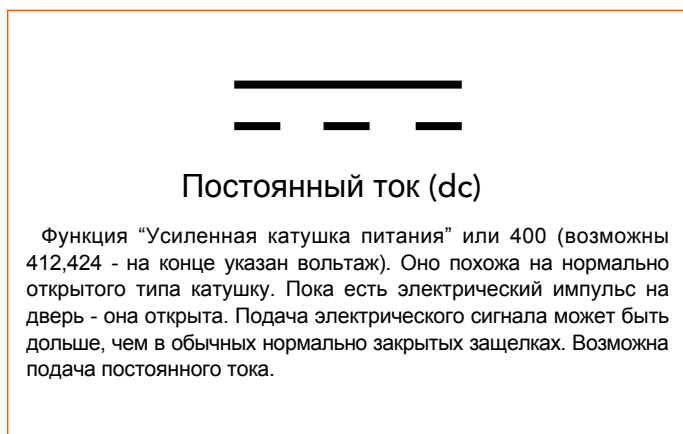 Постоянный ток (dc)
Функция “Усиленная катушка питания” или 400 (возможны
412,424 - на конце указан вольтаж). Оно похожа на нормально
открытого типа катушку. Пока есть электрический импульс на
дверь - она открыта. Подача электрического сигнала может быть
дольше, чем в обычных нормально закрытых защелках. Возможна
подача постоянного тока.